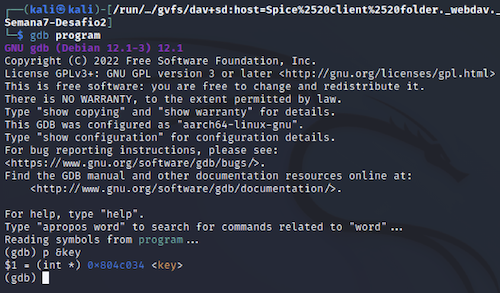 ┌──(kali㉿kali)-[/run/…/gvfs/dav+sd:host=Spice%2520client%2520folder._webdav._
Semana7-Desafio2]
└─$ gdb program
GNU gdb (Debian 12.1-3) 12.1
Copyright (C) 2022 Free Software Foundation, Inc.
License GPLv3+: GNU GPL version 3 or later <http://gnu.org/licenses/gpl.html>
This is free software: you are free to change and redistribute it.
There is NO WARRANTY, to the extent permitted by law.
Type "show copying" and "show warranty" for details.
This GDB was configured as "aarch64-linux-gnu".
Type "show configuration" for configuration details.
For bug reporting instructions, please see:
<https://www.gnu.org/software/gdb/bugs/>.
Find the GDB manual and other documentation resources online at:
    <http://www.gnu.org/software/gdb/documentation/>.

For help, type "help".
Type "apropos word" to search for commands related to "word"...
Reading symbols from program...
(gdb) p &key
$1 = (int *) 0x804c034 <key>
(gdb)